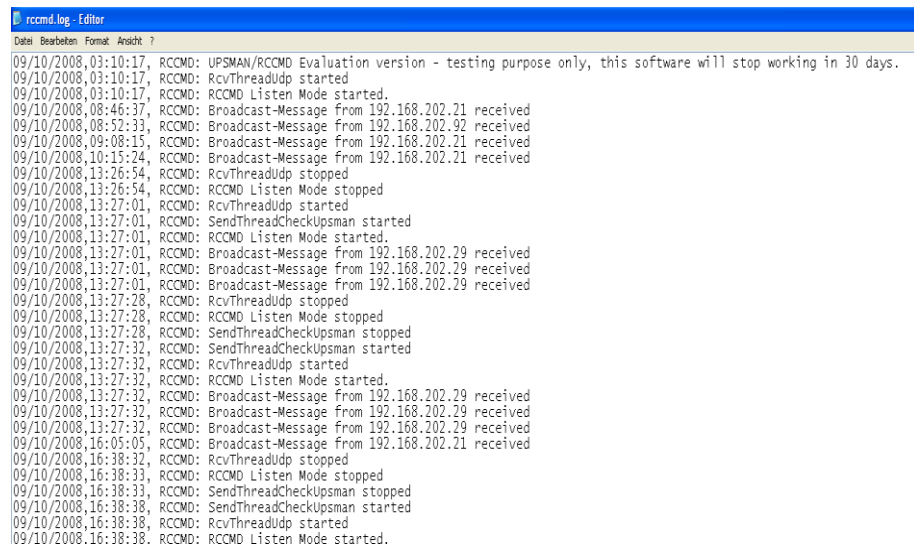 rccmd.log - Editor
Datei Bearbeiten Format Ansicht ?
09/10/2008,03:10:17, RCCMD: UPSMAN/RCCMD Evaluation version - testing purpose only, this software will stop working in 30 days.
09/10/2008,03:10:17, RCCMD: RcvThreadUdp started
09/10/2008,03:10:17, RCCMD: RCCMD Listen Mode started.
09/10/2008,08:46:37, RCCMD: Broadcast-Message from 192.168.202.21 received
09/10/2008,08:52:33, RCCMD: Broadcast-Message from 192.168.202.92 received
09/10/2008,09:08:15, RCCMD: Broadcast-Message from 192.168.202.21 received
09/10/2008,10:15:24, RCCMD: Broadcast-Message from 192.168.202.21 received
09/10/2008,13:26:54, RCCMD: RcvThreadUdp stopped
09/10/2008,13:26:54, RCCMD: RCCMD Listen Mode stopped
09/10/2008,13:27:01, RCCMD: RcvThreadUdp started
09/10/2008,13:27:01, RCCMD: SendThreadCheckUpsman started
09/10/2008,13:27:01, RCCMD: RCCMD Listen Mode started.
09/10/2008,13:27:01, RCCMD: Broadcast-Message from 192.168.202.29 received
09/10/2008,13:27:01, RCCMD: Broadcast-Message from 192.168.202.29 received
09/10/2008,13:27:01, RCCMD: Broadcast-Message from 192.168.202.29 received
09/10/2008,13:27:28, RCCMD: RcvThreadUdp stopped
09/10/2008,13:27:28, RCCMD: RCCMD Listen Mode stopped
09/10/2008,13:27:28, RCCMD: SendThreadCheckUpsman stopped
09/10/2008,13:27:32, RCCMD: SendThreadCheckUpsman started
09/10/2008,13:27:32, RCCMD: RcvThreadUdp started
09/10/2008,13:27:32, RCCMD: RCCMD Listen Mode started.
09/10/2008,13:27:32, RCCMD: Broadcast-Message from 192.168.202.29 received
09/10/2008,13:27:32, RCCMD: Broadcast-Message from 192.168.202.29 received
09/10/2008,13:27:32, RCCMD: Broadcast-Message from 192.168.202.29 received
09/10/2008,16:05:05, RCCMD: Broadcast-Message from 192.168.202.21 received
09/10/2008,16:38:32, RCCMD: RcvThreadUdp stopped
09/10/2008,16:38:33, RCCMD: RCCMD Listen Mode stopped
09/10/2008,16:38:33, RCCMD: SendThreadCheckUpsman stopped
09/10/2008,16:38:38, RCCMD: SendThreadCheckUpsman started
09/10/2008,16:38:38, RCCMD: RcvThreadUdp started
09/10/2008,16:38:38, RCCMD: RCCMD Listen Mode started.